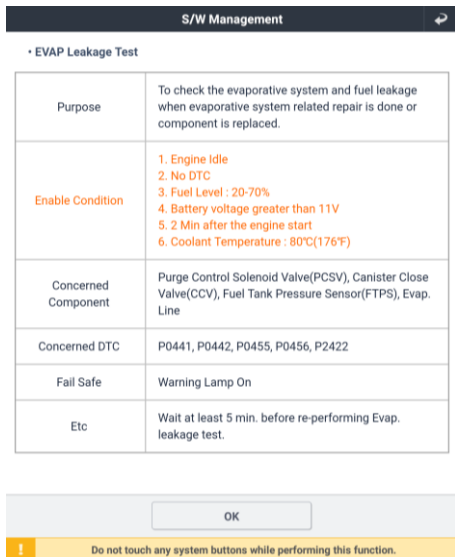 S/W Management
• EVAP Leakage Test
Purpose
To check the evaporative system and fuel leakage
when evaporative system related repair is done or
component is replaced.
Enable Condition
1. Engine Idle
2. No DTC
3. Fuel Level : 20-70%
4. Battery voltage greater than 11V
5. 2 Min after the engine start
6. Coolant Temperature : 80℃(176℉)
Concerned
Component
Purge Control Solenoid Valve(PCSV), Canister Close
Valve(CCV), Fuel Tank Pressure Sensor(FTPS), Evap.
Line
Concerned DTC
P0441, P0442, P0455, P0456, P2422
Fail Safe
Warning Lamp On
Etc
Wait at least 5 min. before re-performing Evap.
leakage test.
OK
! Do not touch any system buttons while performing this function.